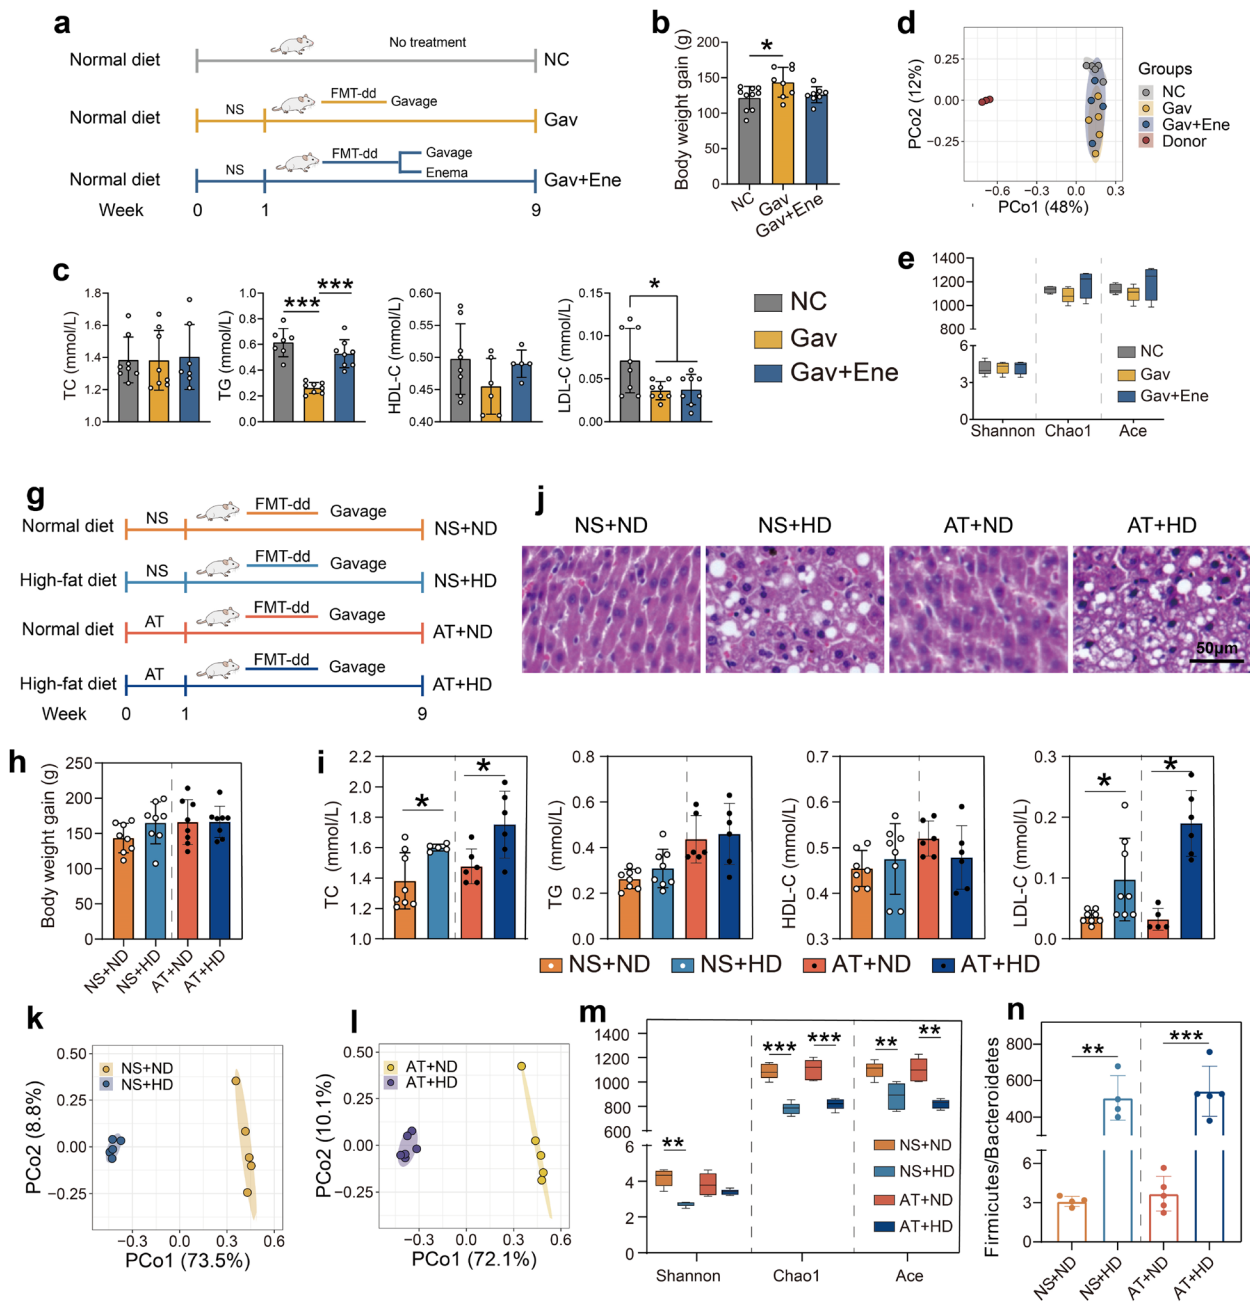 a
Normal diet
No treatment
NC
Normal diet
NS
FMT-dd
Gavage
Gav
Normal diet
NS
FMT-dd
Gavage
Enema
Gav+Ene
Week
0
1
9
b
Body weight gain (g)
200
150
100
50
0
*
NC
Gav
Gav+Ene
d
PCo2 (12%)
0.25
0.00
−0.25
−0.6
−0.3
0.0
0.3
PCo1 (48%)
Groups
NC
Gav
Gav+Ene
Donor
c
TC (mmol/L)
1.8
1.6
1.4
1.2
1.0
TG (mmol/L)
1.0
0.8
0.6
0.4
0.2
0.0
***
***
HDL-C (mmol/L)
0.60
0.55
0.50
0.45
0.40
LDL-C (mmol/L)
0.15
0.10
0.05
0.00
*
NC
Gav
Gav+Ene
e
1400
1200
1000
800
6
3
0
NC
Gav
Gav+Ene
Shannon
Chao1
Ace
g
Normal diet
NS
FMT-dd
Gavage
NS+ND
High-fat diet
NS
FMT-dd
Gavage
NS+HD
Normal diet
AT
FMT-dd
Gavage
AT+ND
High-fat diet
AT
FMT-dd
Gavage
AT+HD
Week
0
1
9
j
NS+ND
NS+HD
AT+ND
AT+HD
50μm
h
Body weight gain (g)
250
200
150
100
50
0
NS+ND
NS+HD
AT+ND
AT+HD
i
TC (mmol/L)
2.2
2.0
1.8
1.6
1.4
1.2
1.0
*
*
TG (mmol/L)
0.8
0.6
0.4
0.2
0.0
HDL-C (mmol/L)
0.7
0.6
0.5
0.4
0.3
LDL-C (mmol/L)
0.3
0.2
0.1
0.0
*
*
NS+ND
NS+HD
AT+ND
AT+HD
k
PCo2 (8.8%)
0.50
0.25
0.00
−0.25
NS+ND
NS+HD
−0.3
0.0
0.3
0.6
PCo1 (73.5%)
l
PCo2 (10.1%)
0.50
0.25
0.00
−0.25
AT+ND
AT+HD
−0.3
0.0
0.3
0.6
PCo1 (72.1%)
m
1400
1200
1000
800
600
6
4
2
0
**
***
***
**
**
NS+ND
NS+HD
AT+ND
AT+HD
Shannon
Chao1
Ace
n
Firmicutes/Bacteroidetes
800
600
400
6
3
0
**
***
NS+ND
NS+HD
AT+ND
AT+HD